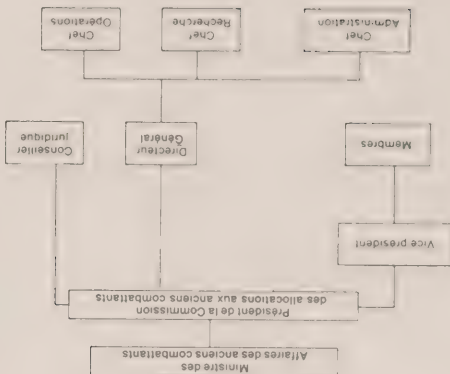 Ministre des
Affaires des anciens combattants
Président de la Commission
des allocations aux anciens combattants
Vice président
Membres
Directeur
Général
Conseiller
juridique
Chef
Administration
Chef
Recherche
Chef
Opérations